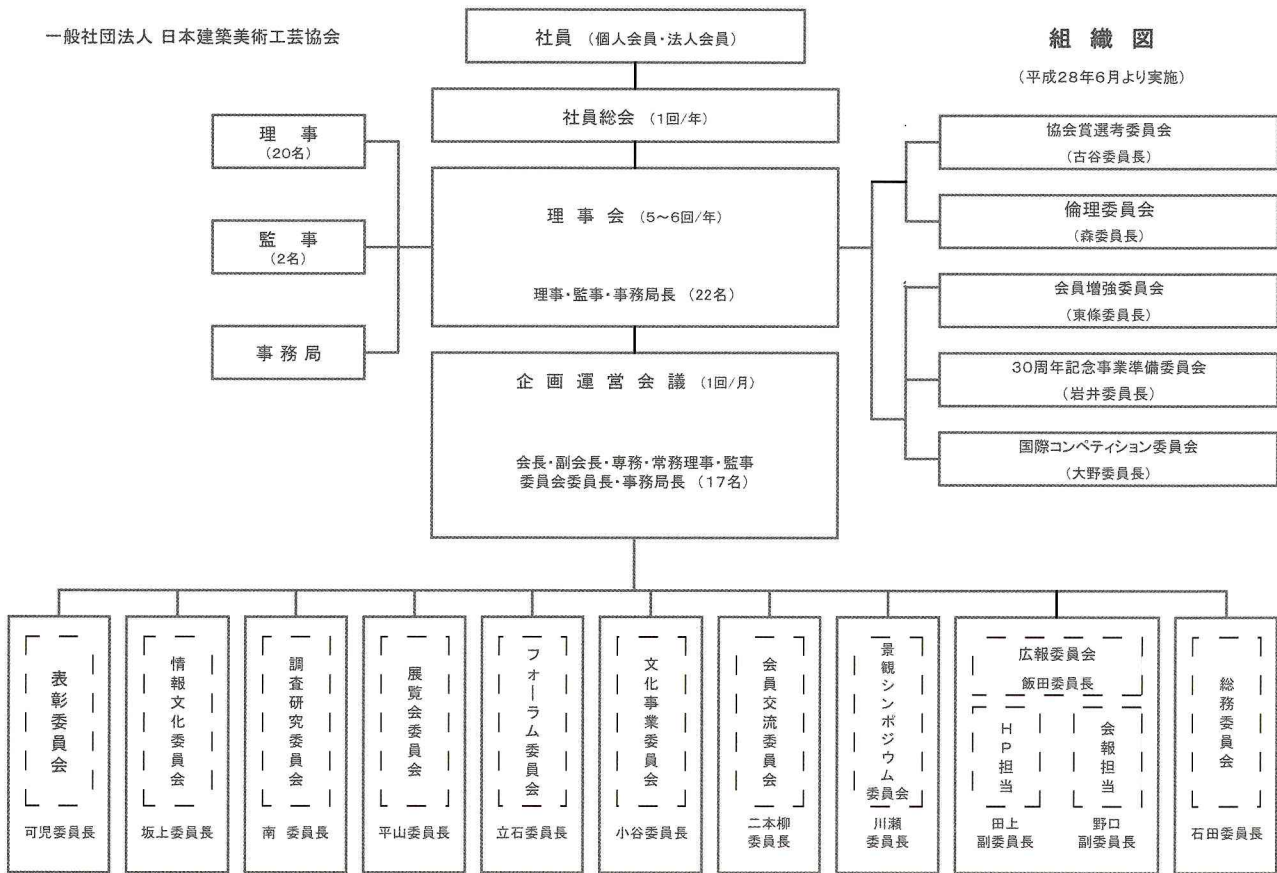 一般社団法人 日本建築美術工芸協会
社員 (個人会員・法人会員)
組織図
(平成28年6月より実施)
社員総会 (1回/年)
理 事
(20名)
監 事
(2名)
事務局
理事会 (5〜6回/年)
理事・監事・事務局長 (22名)
企画運営会議 (1回/月)
会長・副会長・専務・常務理事・監事
委員会委員長・事務局長 (17名)
協会賞選考委員会
(古谷委員長)
倫理委員会
(森委員長)
会員増強委員会
(東條委員長)
30周年記念事業準備委員会
(岩井委員長)
国際コンペティション委員会
(大野委員長)
表彰委員会
可児委員長
情報文化委員会
坂上委員長
調査研究委員会
南 委員長
展覧会委員会
平山委員長
フォーラム委員会
立石委員長
文化事業委員会
小谷委員長
会員交流委員会
二本柳
委員長
景観シンポジウム
委員会
川瀬
委員長
広報委員会
飯田委員長
HP担当
田上
副委員長
会報担当
野口
副委員長
総務委員会
石田委員長